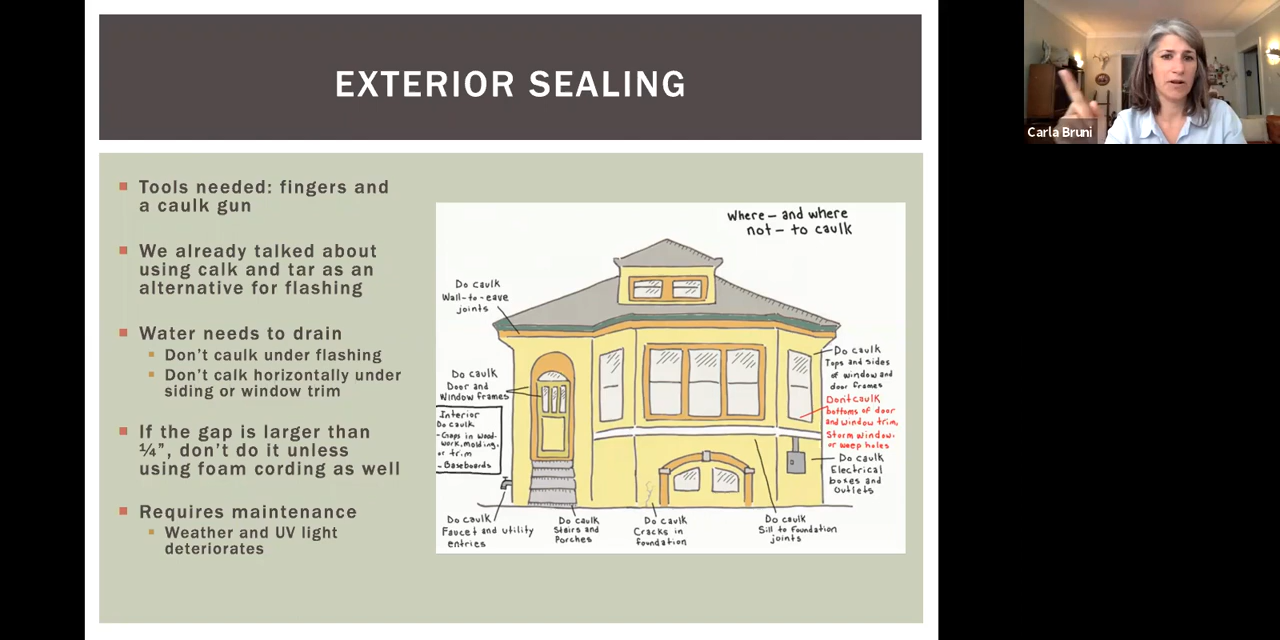 EXTERIOR SEALING
Tools needed: fingers and
a caulk gun
We already talked about
using calk and tar as an
alternative for flashing
Water needs to drain
Don't caulk under flashing
Don't calk horizontally under
siding or window trim
If the gap is larger than
¼", don't do it unless
using foam cording as well
Requires maintenance
Weather and UV light
deteriorates
Where – and where
not – to caulk
Do caulk
Wall-to-eave
joints
Do caulk
Door and
Window frames
Interior
Do caulk
- Gaps in wood-
work, molding,
or trim
- Baseboards
Do caulk
Faucet and utility
entries
Do caulk
Stairs and
Porches
Do caulk
Cracks in
foundation
Do caulk
Sill to foundation
joints
Do caulk
Tops and sides
of window and
door frames
Don't caulk
bottoms of door
and window trim,
Storm windows
or weep holes
Do caulk
Electrical
boxes and
Outlets
Carla Bruni